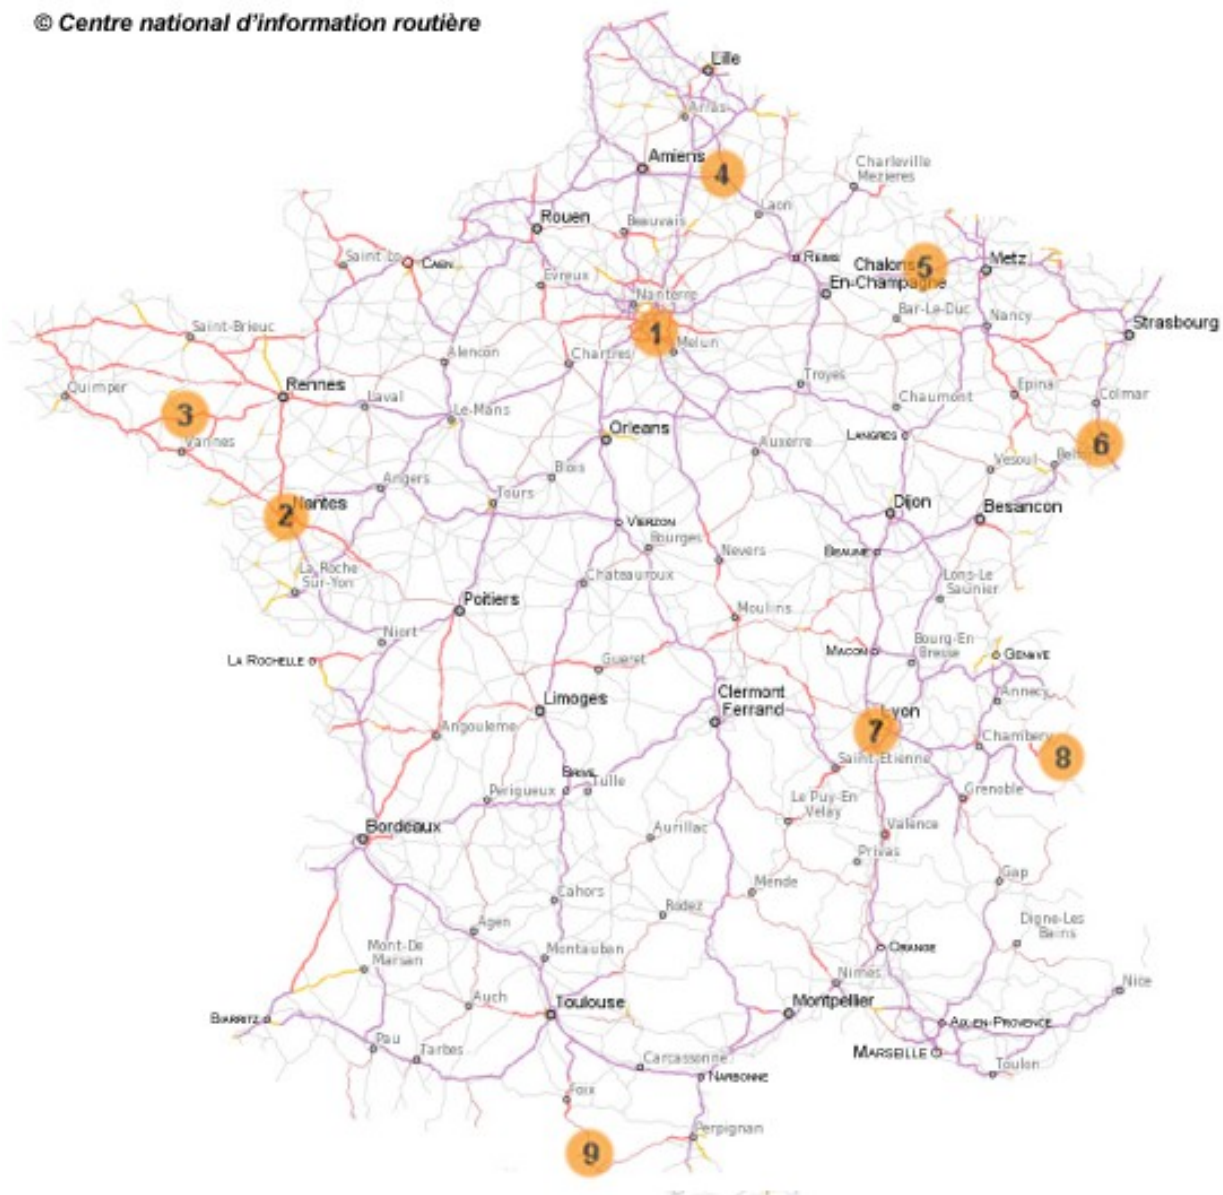 © Centre national d'information routière
Lille
Arras
Amiens
4
Charleville
Mezieres
Laon
Rouen
Beauvais
Saint-Lo
CAEN
REIMS
Chalons
En-Champagne
5
Metz
Evreux
Nanterre
Bar-Le-Duc
Nancy
Strasbourg
1
Melun
Saint-Brieuc
Alencon
Chartres
Troyes
Quimper
Rennes
Laval
Le-Mans
Chaumont
Epinal
Colmar
3
Vannes
Orleans
Auxerre
LANGRES
6
Vesoul
Angers
Blois
Tours
2
Nantes
VIERZON
Dijon
Besancon
Bourges
Nevers
BEAUNE
La Roche
Sur-Yon
Chateauroux
Lons-Le
Saunier
Poitiers
Moulins
Niort
LA ROCHELLE
Gueret
MACON
Bourg-En
Bresse
GENEVE
Limoges
Clermont
Ferrand
Annecy
Angouleme
7
Lyon
Chambery
8
Saint-Etienne
BRIVE
Tulle
Perigueux
Le Puy-En
Velay
Grenoble
Bordeaux
Aurillac
Valence
Privas
Cahors
Mende
Gap
Rodez
Agen
Digne-Les
Bains
Mont-De
Marsan
Montauban
ORANGE
Nimes
Nice
Auch
Toulouse
Montpellier
BIARRITZ
AIX-EN-PROVENCE
Pau
Tarbes
Carcassonne
MARSEILLE
Toulon
NARBONNE
Foix
Perpignan
9